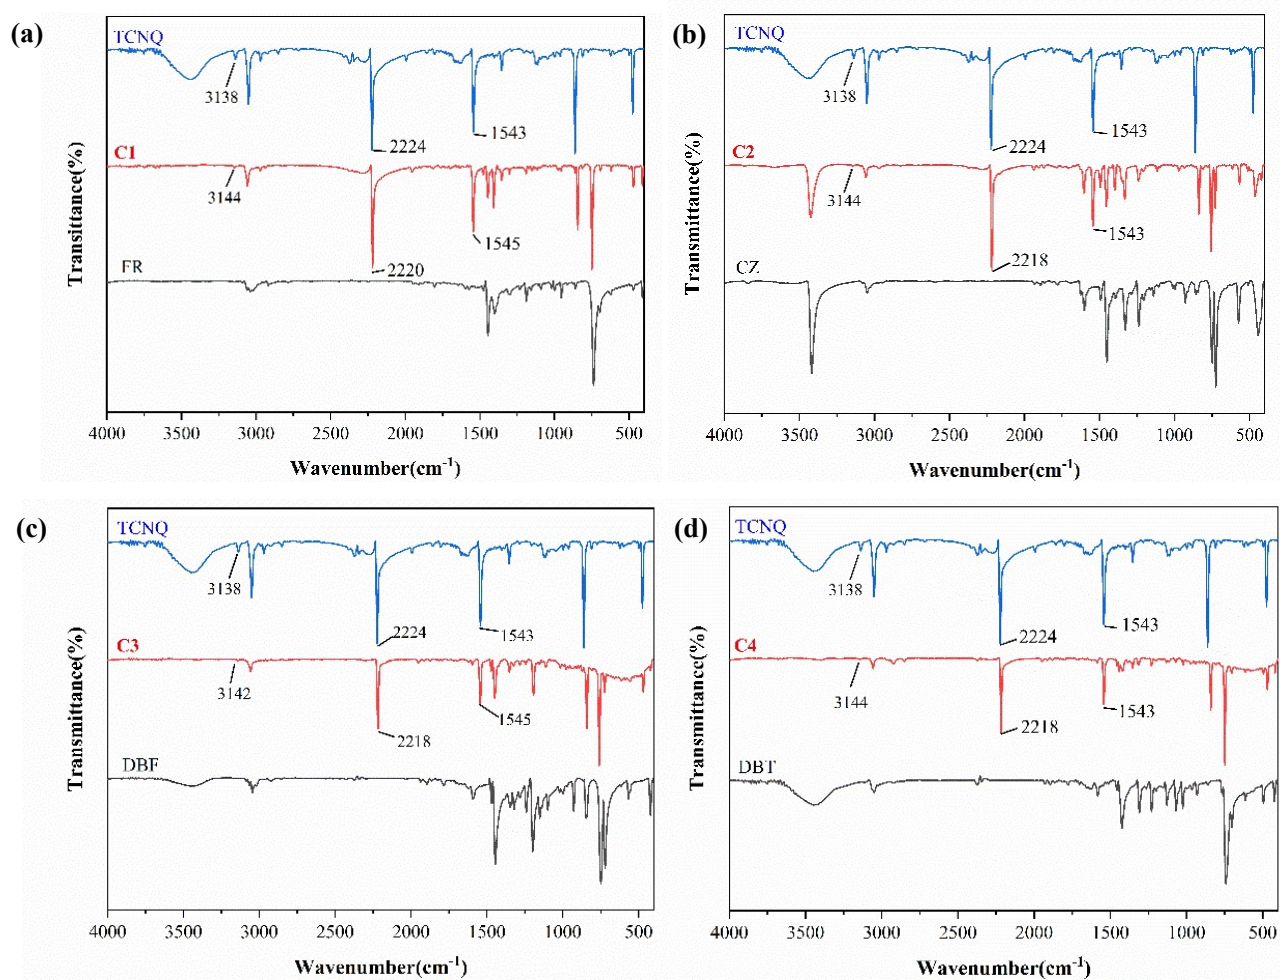 (a)
TCNQ
3138
2224
1543
C1
3144
2220
1545
FR
Transittance(%)
4000 3500 3000 2500 2000 1500 1000 500
Wavenumber(cm-1)
(b)
TCNQ
3138
2224
1543
C2
3144
2218
1543
CZ
Transmittance(%)
4000 3500 3000 2500 2000 1500 1000 500
Wavenumber(cm-1)
(c)
TCNQ
3138
2224
1543
C3
3142
2218
1545
DBF
Transmittance(%)
4000 3500 3000 2500 2000 1500 1000 500
Wavenumber(cm-1)
(d)
TCNQ
3138
2224
1543
C4
3144
2218
1543
DBT
Transmittance(%)
4000 3500 3000 2500 2000 1500 1000 500
Wavenumber(cm-1)